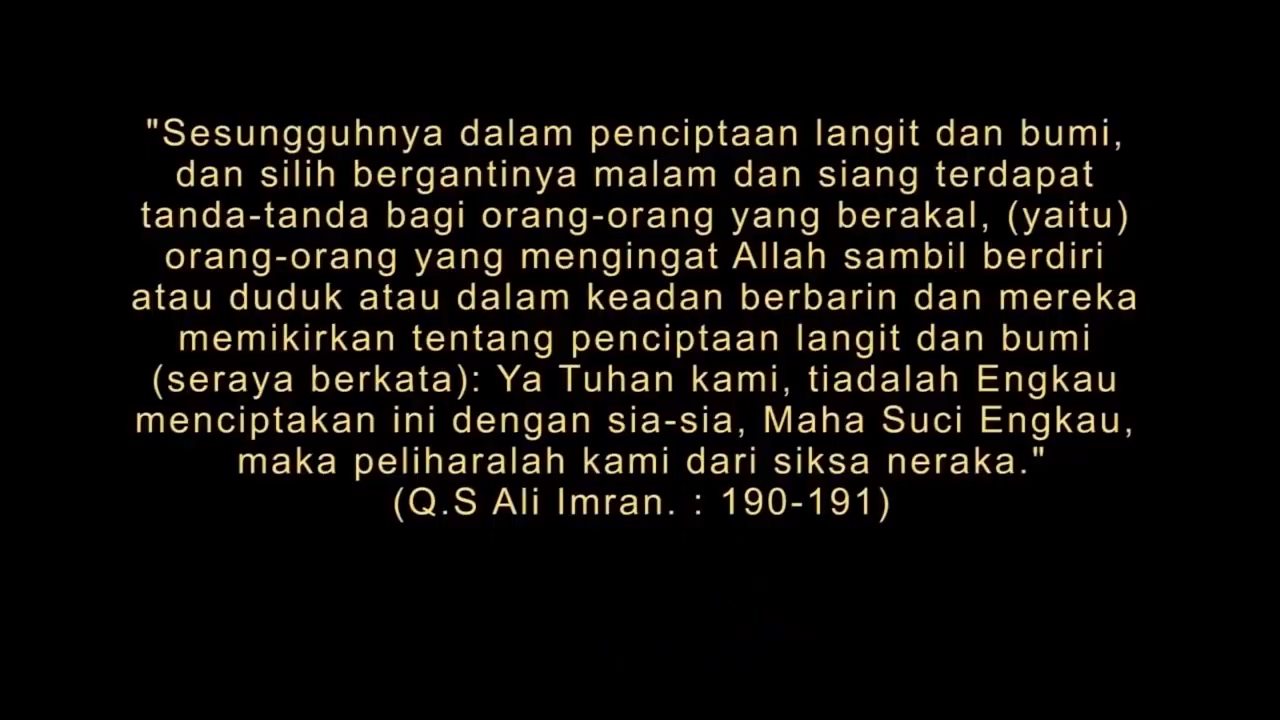 "Sesungguhnya dalam penciptaan langit dan bumi,
dan silih bergantinya malam dan siang terdapat
tanda-tanda bagi orang-orang yang berakal, (yaitu)
orang-orang yang mengingat Allah sambil berdiri
atau duduk atau dalam keadan berbarin dan mereka
memikirkan tentang penciptaan langit dan bumi
(seraya berkata): Ya Tuhan kami, tiadalah Engkau
menciptakan ini dengan sia-sia, Maha Suci Engkau,
maka peliharalah kami dari siksa neraka."
(Q.S Ali Imran. : 190-191)